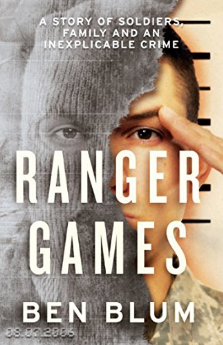 A STORY OF SOLDIERS,
FAMILY AND AN
INEXPLICABLE CRIME
RANGER
GAMES
BEN BLUM
08.07.2006